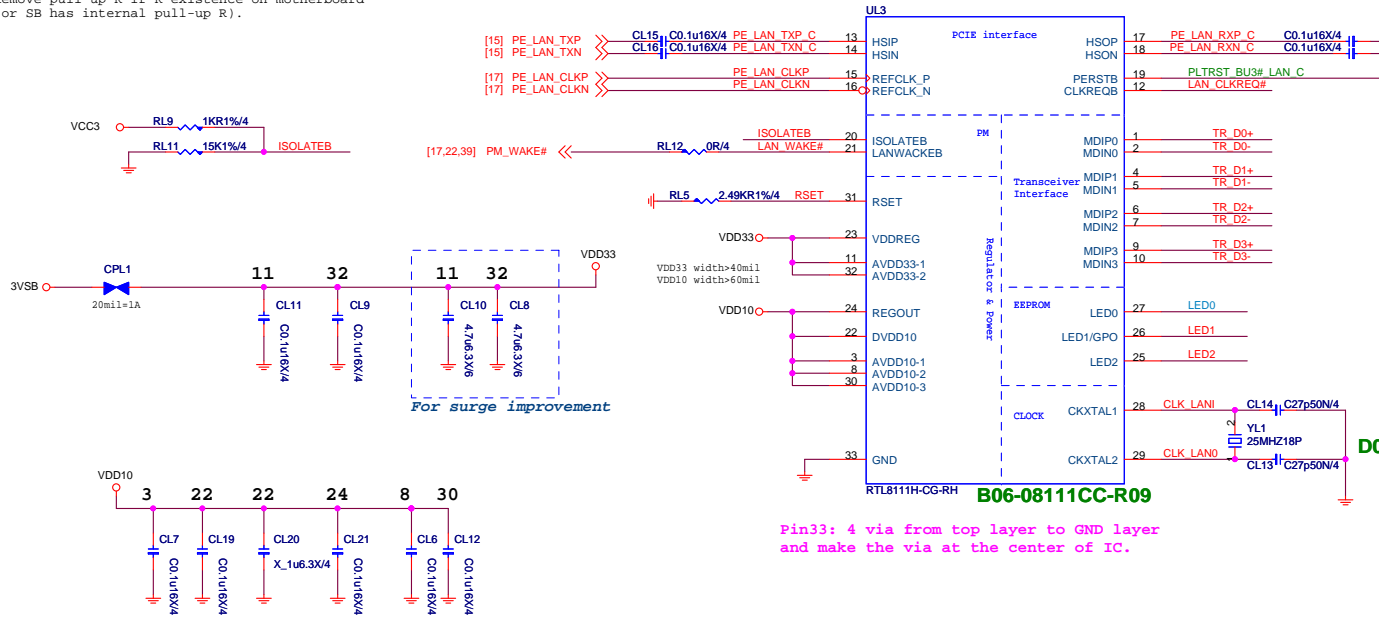 emove pull-up R if R existence on motherboard
or SB has internal pull-up R).
UL3
PCIE interface
[15] PE_LAN_TXP
CL15
C0.1u16X/4
PE_LAN_TXP_C
13
HSIP
HSOP
17
PE_LAN_RXP_C
C0.1u16X/4
[15] PE_LAN_TXN
CL16
C0.1u16X/4
PE_LAN_TXN_C
14
HSIN
HSON
18
PE_LAN_RXN_C
C0.1u16X/4
[17] PE_LAN_CLKP
PE_LAN_CLKP
15
REFCLK_P
PERSTB
19
PLTRST_BU3#_LAN_C
[17] PE_LAN_CLKN
PE_LAN_CLKN
16
REFCLK_N
CLKREQB
12
LAN_CLKREQ#
VCC3
RL9
1KR1%/4
RL11
15K1%/4
ISOLATEB
ISOLATEB
20
ISOLATEB
PM
MDIP0
1
TR_D0+
[17,22,39] PM_WAKE#
RL12
0R/4
LAN_WAKE#
21
LANWACKEB
MDIN0
2
TR_D0-
Transceiver
Interface
MDIP1
4
TR_D1+
MDIN1
5
TR_D1-
RL5
2.49KR1%/4
RSET
31
RSET
MDIP2
6
TR_D2+
MDIN2
7
TR_D2-
VDD33
23
VDDREG
MDIP3
9
TR_D3+
MDIN3
10
TR_D3-
11
AVDD33-1
32
AVDD33-2
VDD33 width>40mil
VDD10 width>60mil
Regulator & Power
EEPROM
VDD10
24
REGOUT
LED0
27
LED0
22
DVDD10
LED1/GPO
26
LED1
3
AVDD10-1
LED2
25
LED2
8
AVDD10-2
30
AVDD10-3
CLOCK
CKXTAL1
28
CLK_LANI
CL14
C27p50N/4
2
YL1
25MHZ18P
1
D0
33
GND
CKXTAL2
29
CLK_LAN0
CL13
C27p50N/4
RTL8111H-CG-RH
B06-08111CC-R09
Pin33: 4 via from top layer to GND layer
and make the via at the center of IC.
3VSB
CPL1
20mil=1A
11
32
11
32
VDD33
CL11
C0.1u16X/4
CL9
C0.1u16X/4
CL10
4.7u6.3X/6
CL8
4.7u6.3X/6
For surge improvement
VDD10
3
22
22
24
8
30
CL7
C0.1u16X/4
CL19
C0.1u16X/4
CL20
X_1u6.3X/4
CL21
C0.1u16X/4
CL6
C0.1u16X/4
CL12
C0.1u16X/4